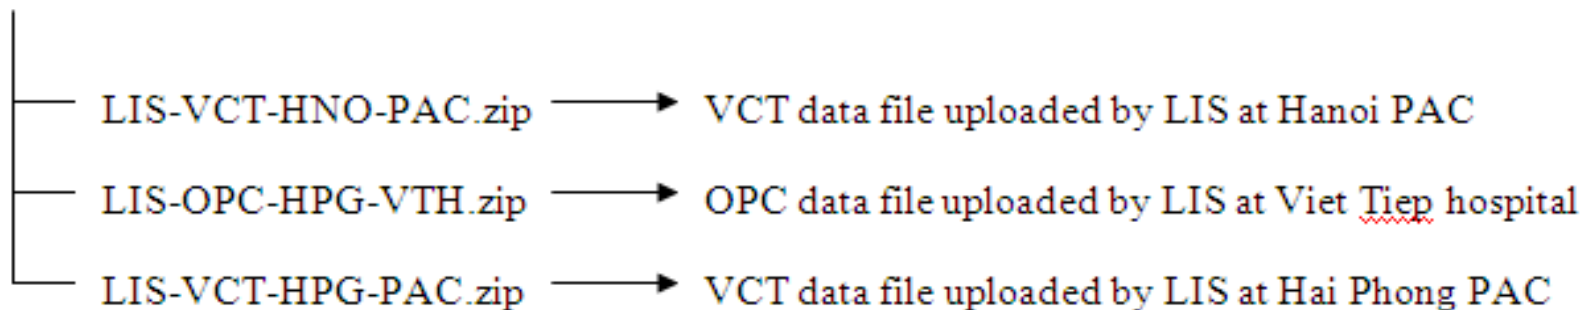 LIS-VCT-HNO-PAC.zip VCT data file uploaded by LIS at Hanoi PAC
LIS-OPC-HPG-VTH.zip OPC data file uploaded by LIS at Viet Tiep hospital
LIS-VCT-HPG-PAC.zip VCT data file uploaded by LIS at Hai Phong PAC